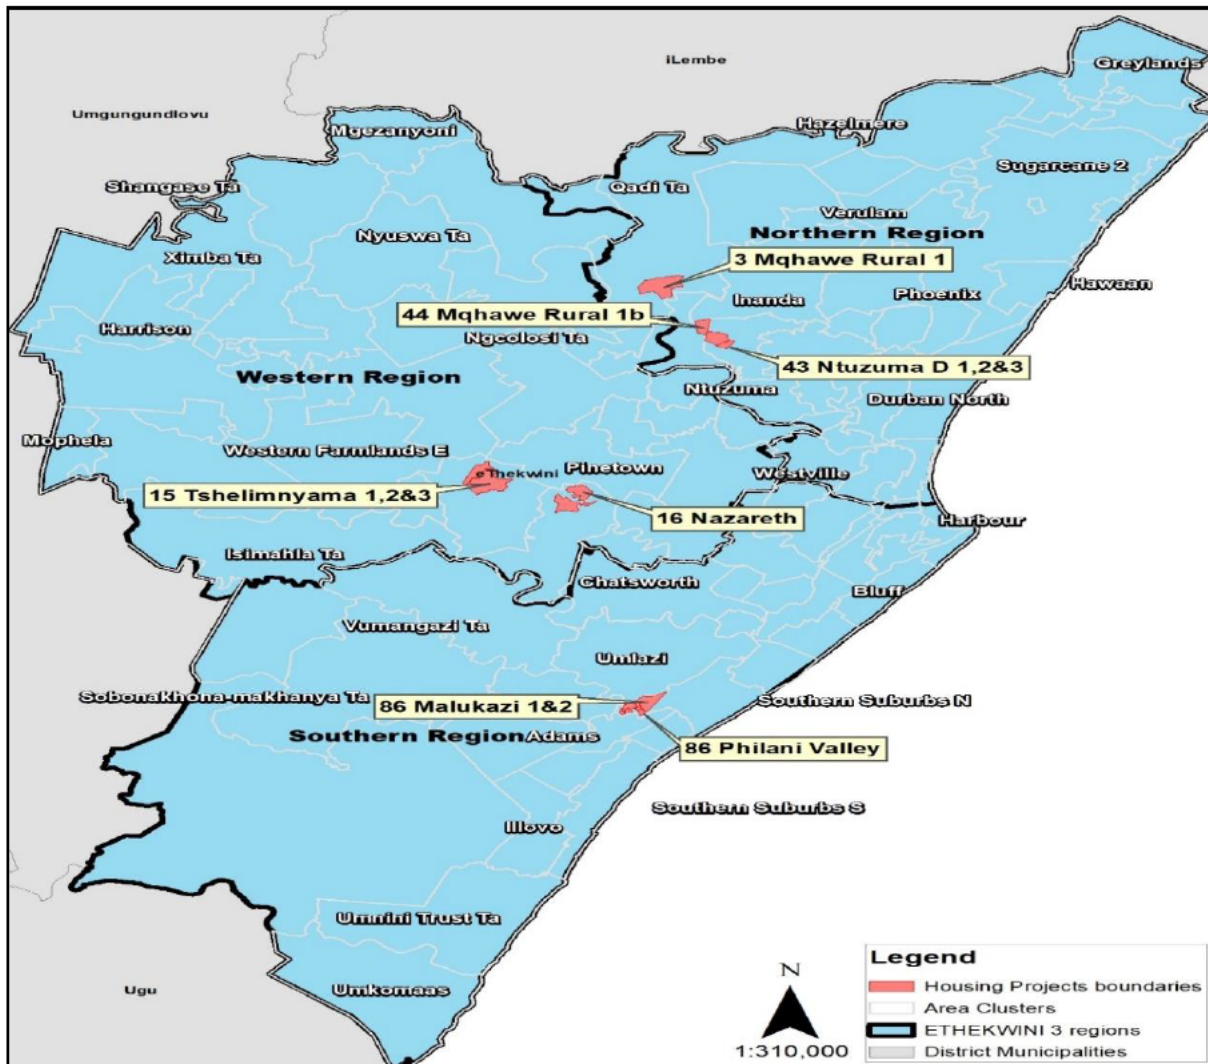 iLembe
Greylands
Umgungundlovu
Hazelmere
Mgezanyoni
Sugarcane 2
Shangase Ta
Qadi Ta
Verulam
Nyuswa Ta
Northern Region
Ximba Ta
3 Mqhawe Rural 1
Hawaan
Phoenix
Inanda
44 Mqhawe Rural 1b
Harrison
Ngcolosi Ta
43 Ntuzuma D 1,2&3
Western Region
Ntuzuma
Durban North
Mophela
Western Farmlands E
Pinetown
eThekwini
Westville
15 Tshelimnyama 1,2&3
16 Nazareth
Harbour
Isimahla Ta
Chatsworth
Bluff
Vumangazi Ta
Umlazi
Sobonakhona-makhanya Ta
Southern Suburbs N
86 Malukazi 1&2
Southern Region
Adams
86 Philani Valley
Southern Suburbs S
Illovo
Umnini Trust Ta
Umkomaas
Ugu
N
1:310,000
Legend
Housing Projects boundaries
Area Clusters
ETHEKWINI 3 regions
District Municipalities